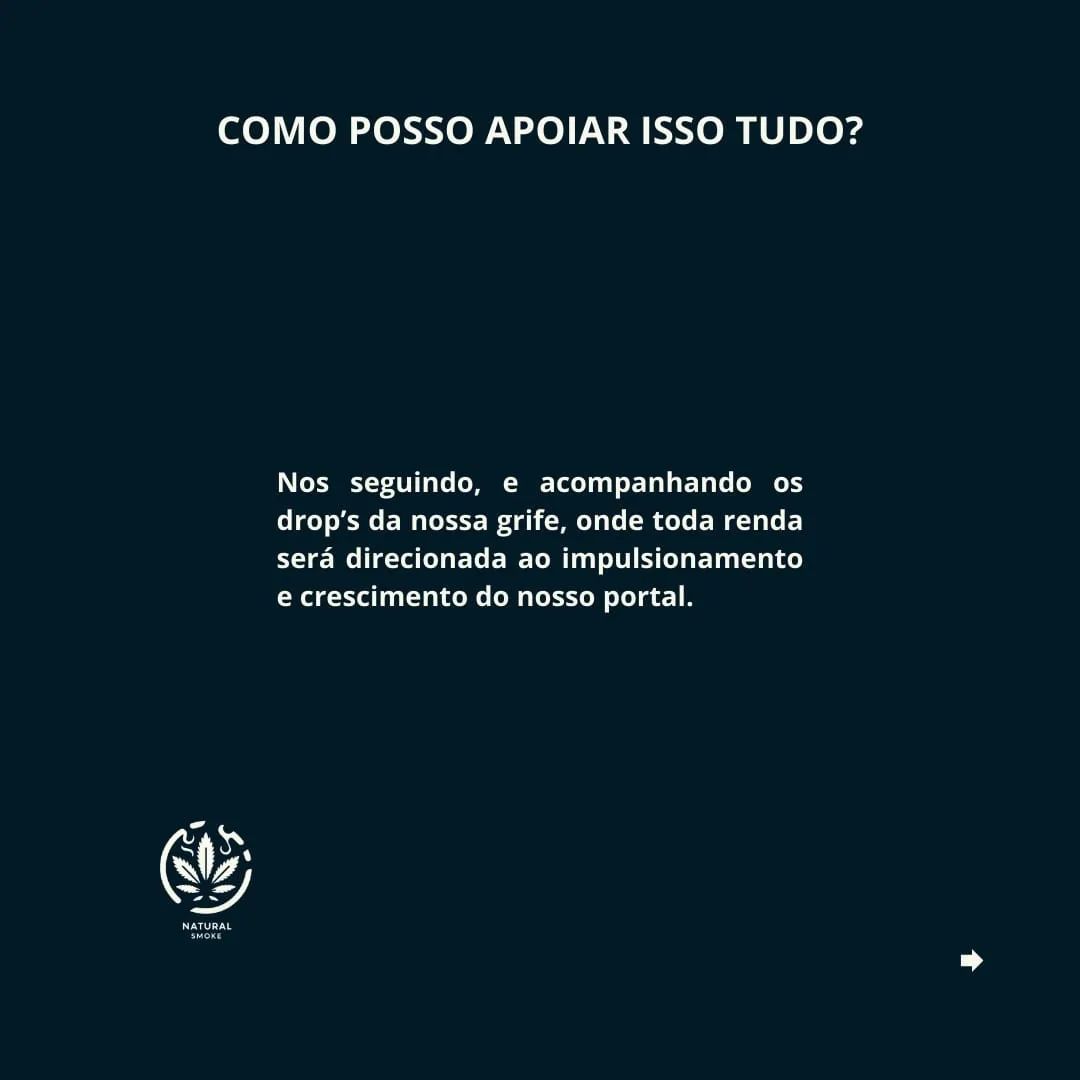 COMO POSSO APOIAR ISSO TUDO?
Nos seguindo, e acompanhando os
drop’s da nossa grife, onde toda renda
será direcionada ao impulsionamento
e crescimento do nosso portal.
NATURAL
SMOKE